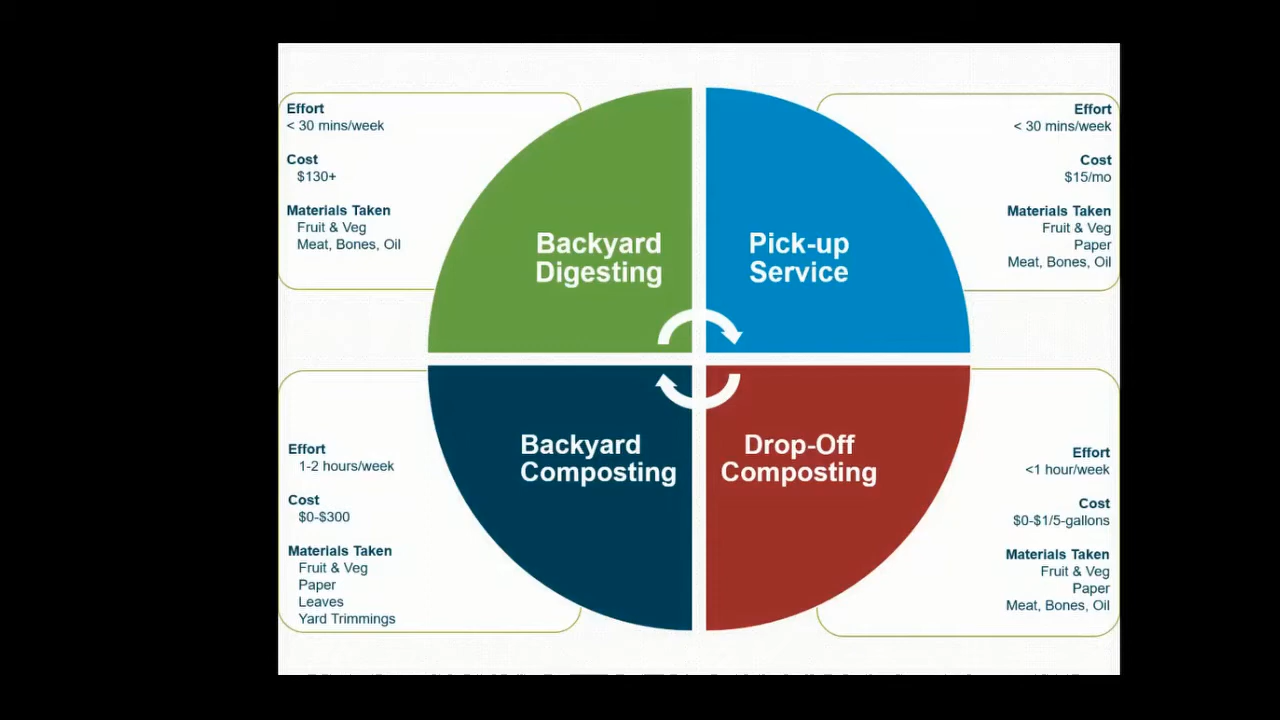 Effort
< 30 mins/week
Cost
$130+
Materials Taken
Fruit & Veg
Meat, Bones, Oil
Backyard
Digesting
Pick-up
Service
Effort
< 30 mins/week
Cost
$15/mo
Materials Taken
Fruit & Veg
Paper
Meat, Bones, Oil
Effort
1-2 hours/week
Cost
$0-$300
Materials Taken
Fruit & Veg
Paper
Leaves
Yard Trimmings
Backyard
Composting
Drop-Off
Composting
Effort
<1 hour/week
Cost
$0-$1/5-gallons
Materials Taken
Fruit & Veg
Paper
Meat, Bones, Oil